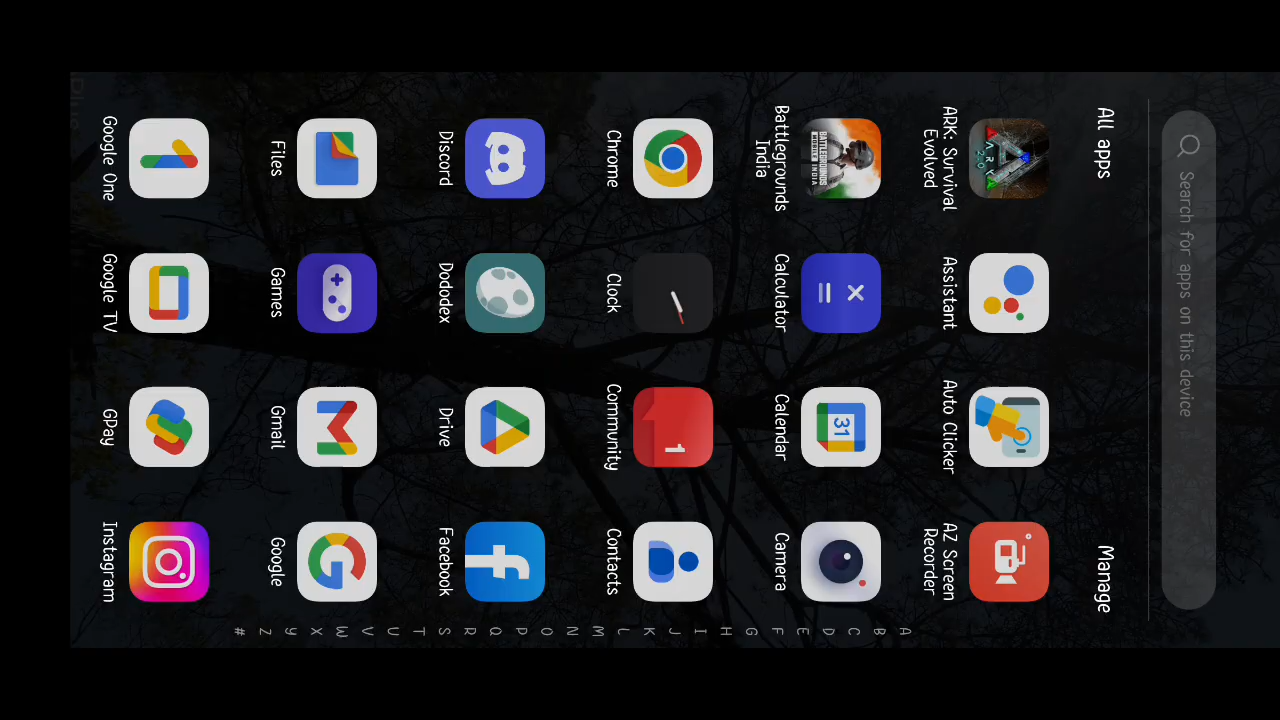 Search for apps on this device
All apps
Manage
ARK: Survival
Evolved
Assistant
Auto Clicker
AZ Screen
Recorder
Battlegrounds
India
Calculator
Calendar
31
Camera
Chrome
Clock
Community
1
Contacts
Discord
Dododex
Drive
Facebook
Files
Games
Gmail
Google
Google One
Google TV
GPay
Instagram
A
B
C
D
E
F
G
H
I
J
K
L
M
N
O
P
Q
R
S
T
U
V
W
X
Y
Z
#